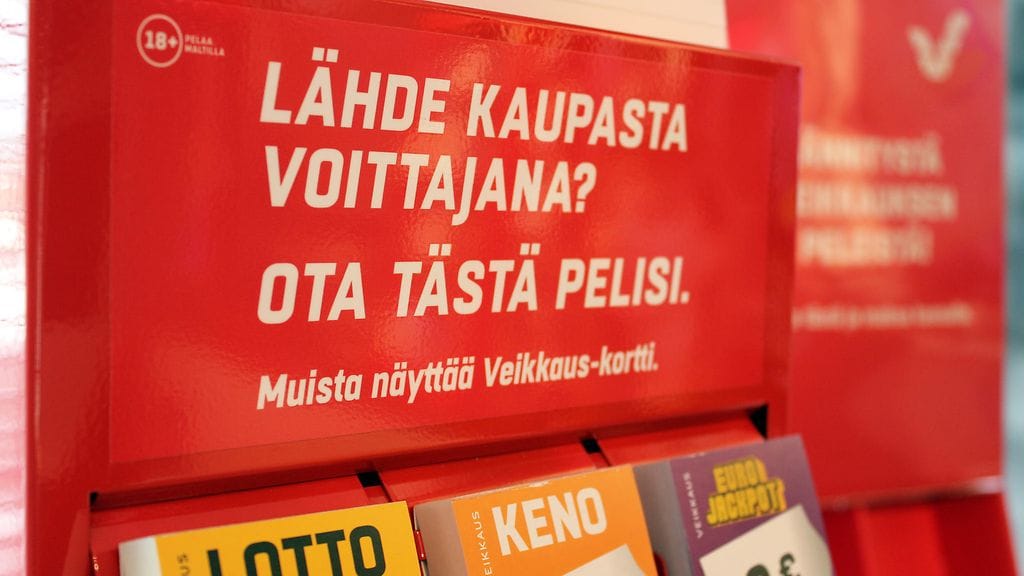 18+
PELAA
MALTILLA
LÄHDE KAUPASTA
VOITTAJANA?
OTA TÄSTÄ PELISI.
Muista näyttää Veikkaus-kortti.
LOTTO
VEIKKAUS
KENO
VEIKKAUS
EURO
JACKPOT